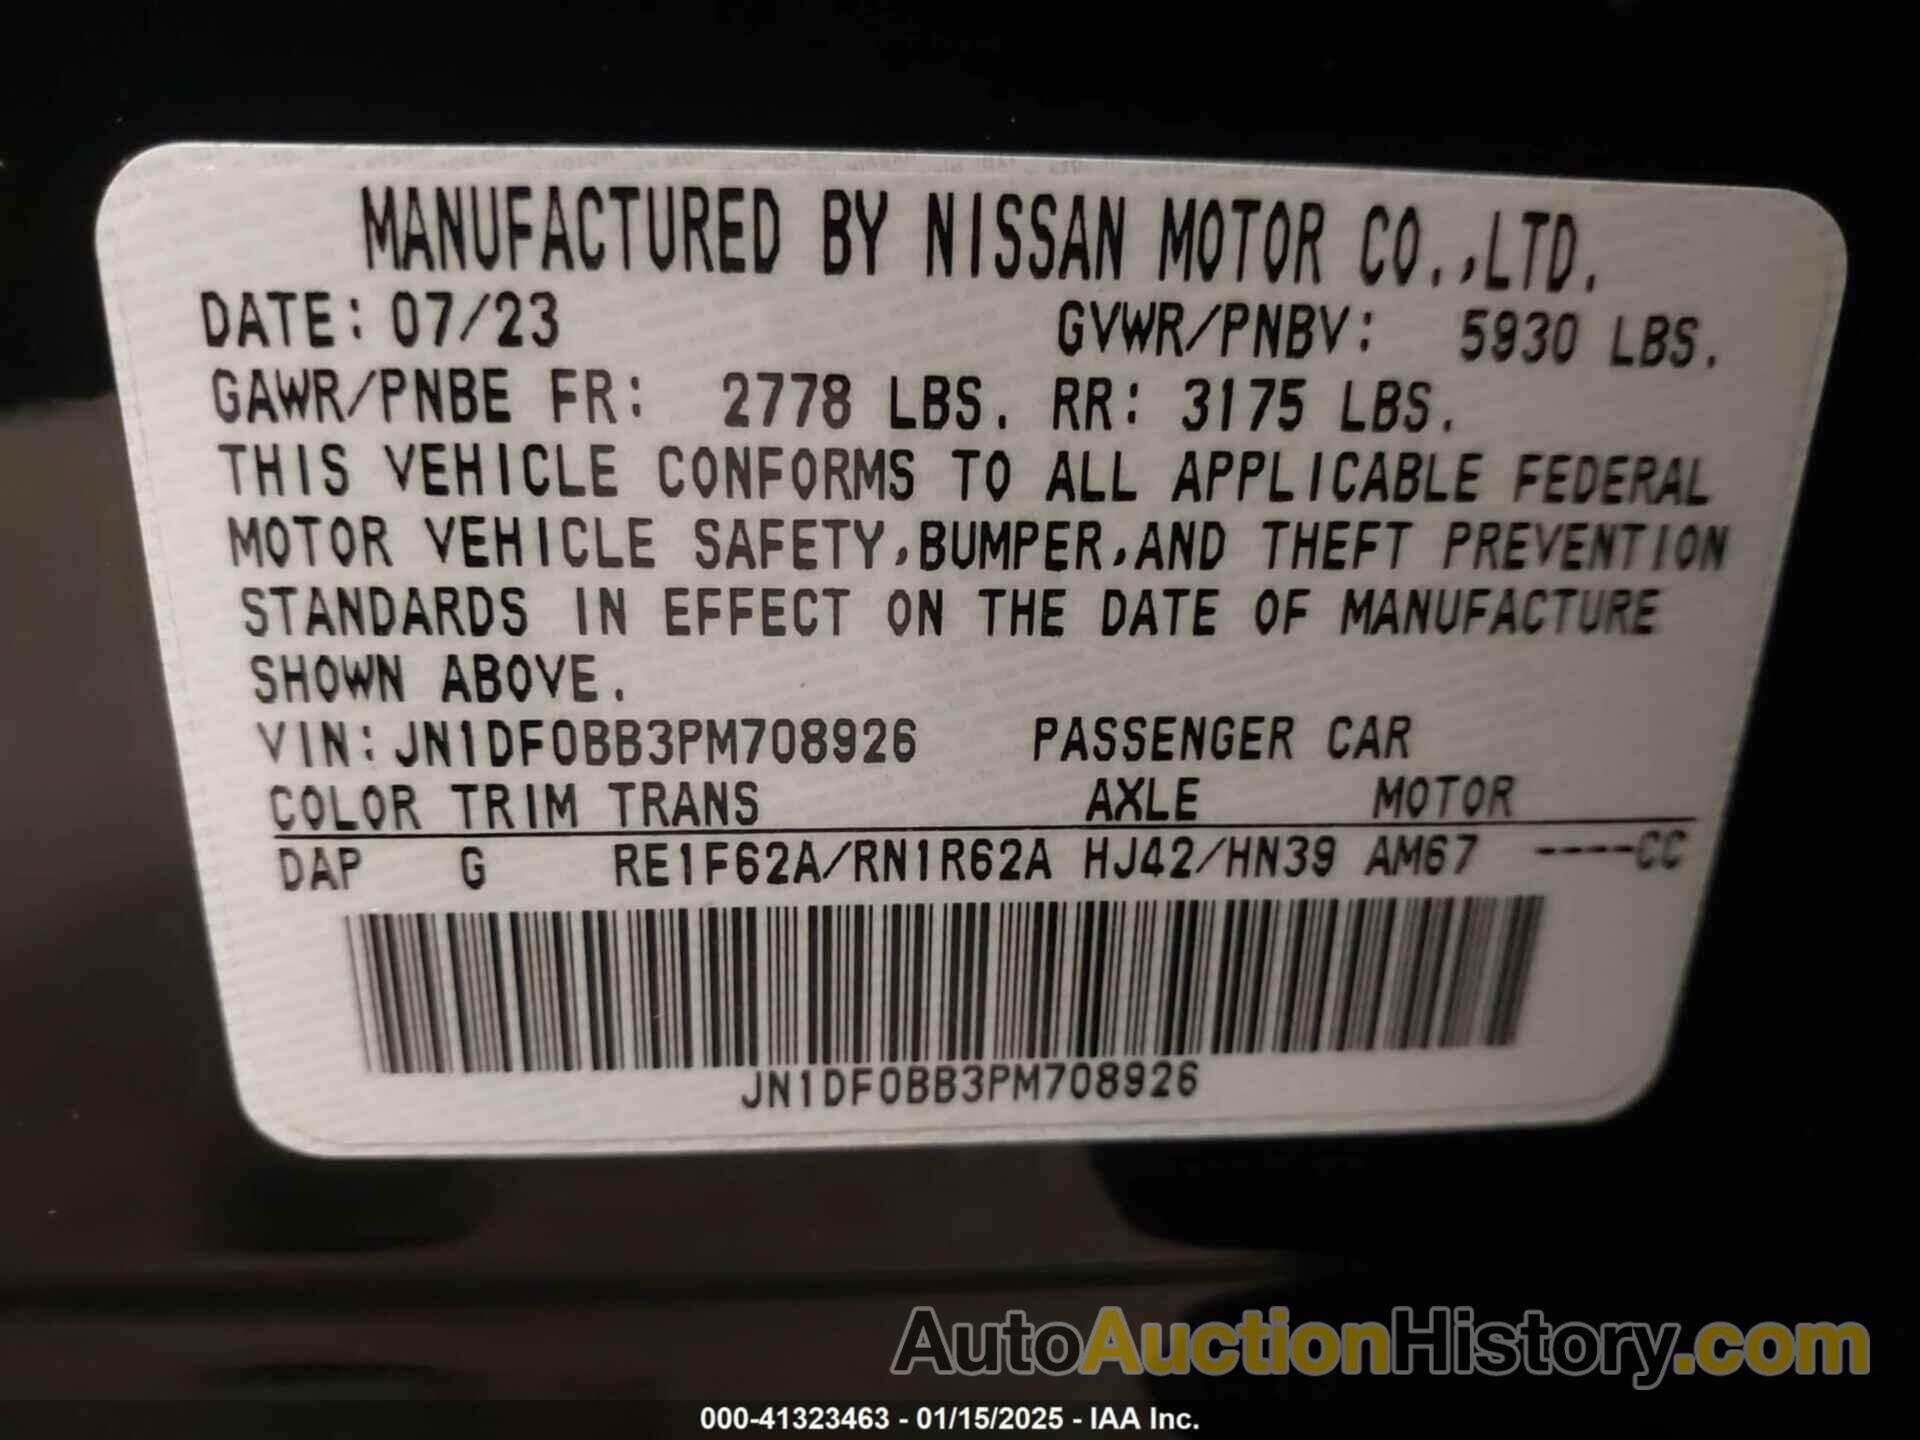 MANUFACTURED BY NISSAN MOTOR CO.,LTD.
DATE: 07/23 GVWR/PNBV: 5930 LBS.
GAWR/PNBE FR: 2778 LBS. RR: 3175 LBS.
THIS VEHICLE CONFORMS TO ALL APPLICABLE FEDERAL
MOTOR VEHICLE SAFETY,BUMPER,AND THEFT PREVENTION
STANDARDS IN EFFECT ON THE DATE OF MANUFACTURE
SHOWN ABOVE.
VIN: JN1DF0BB3PM708926 PASSENGER CAR
COLOR TRIM TRANS AXLE MOTOR
DAP G RE1F62A/RN1R62A HJ42/HN39 AM67 ----CC
JN1DF0BB3PM708926
AutoAuctionHistory.com
000-41323463 - 01/15/2025 - IAA Inc.